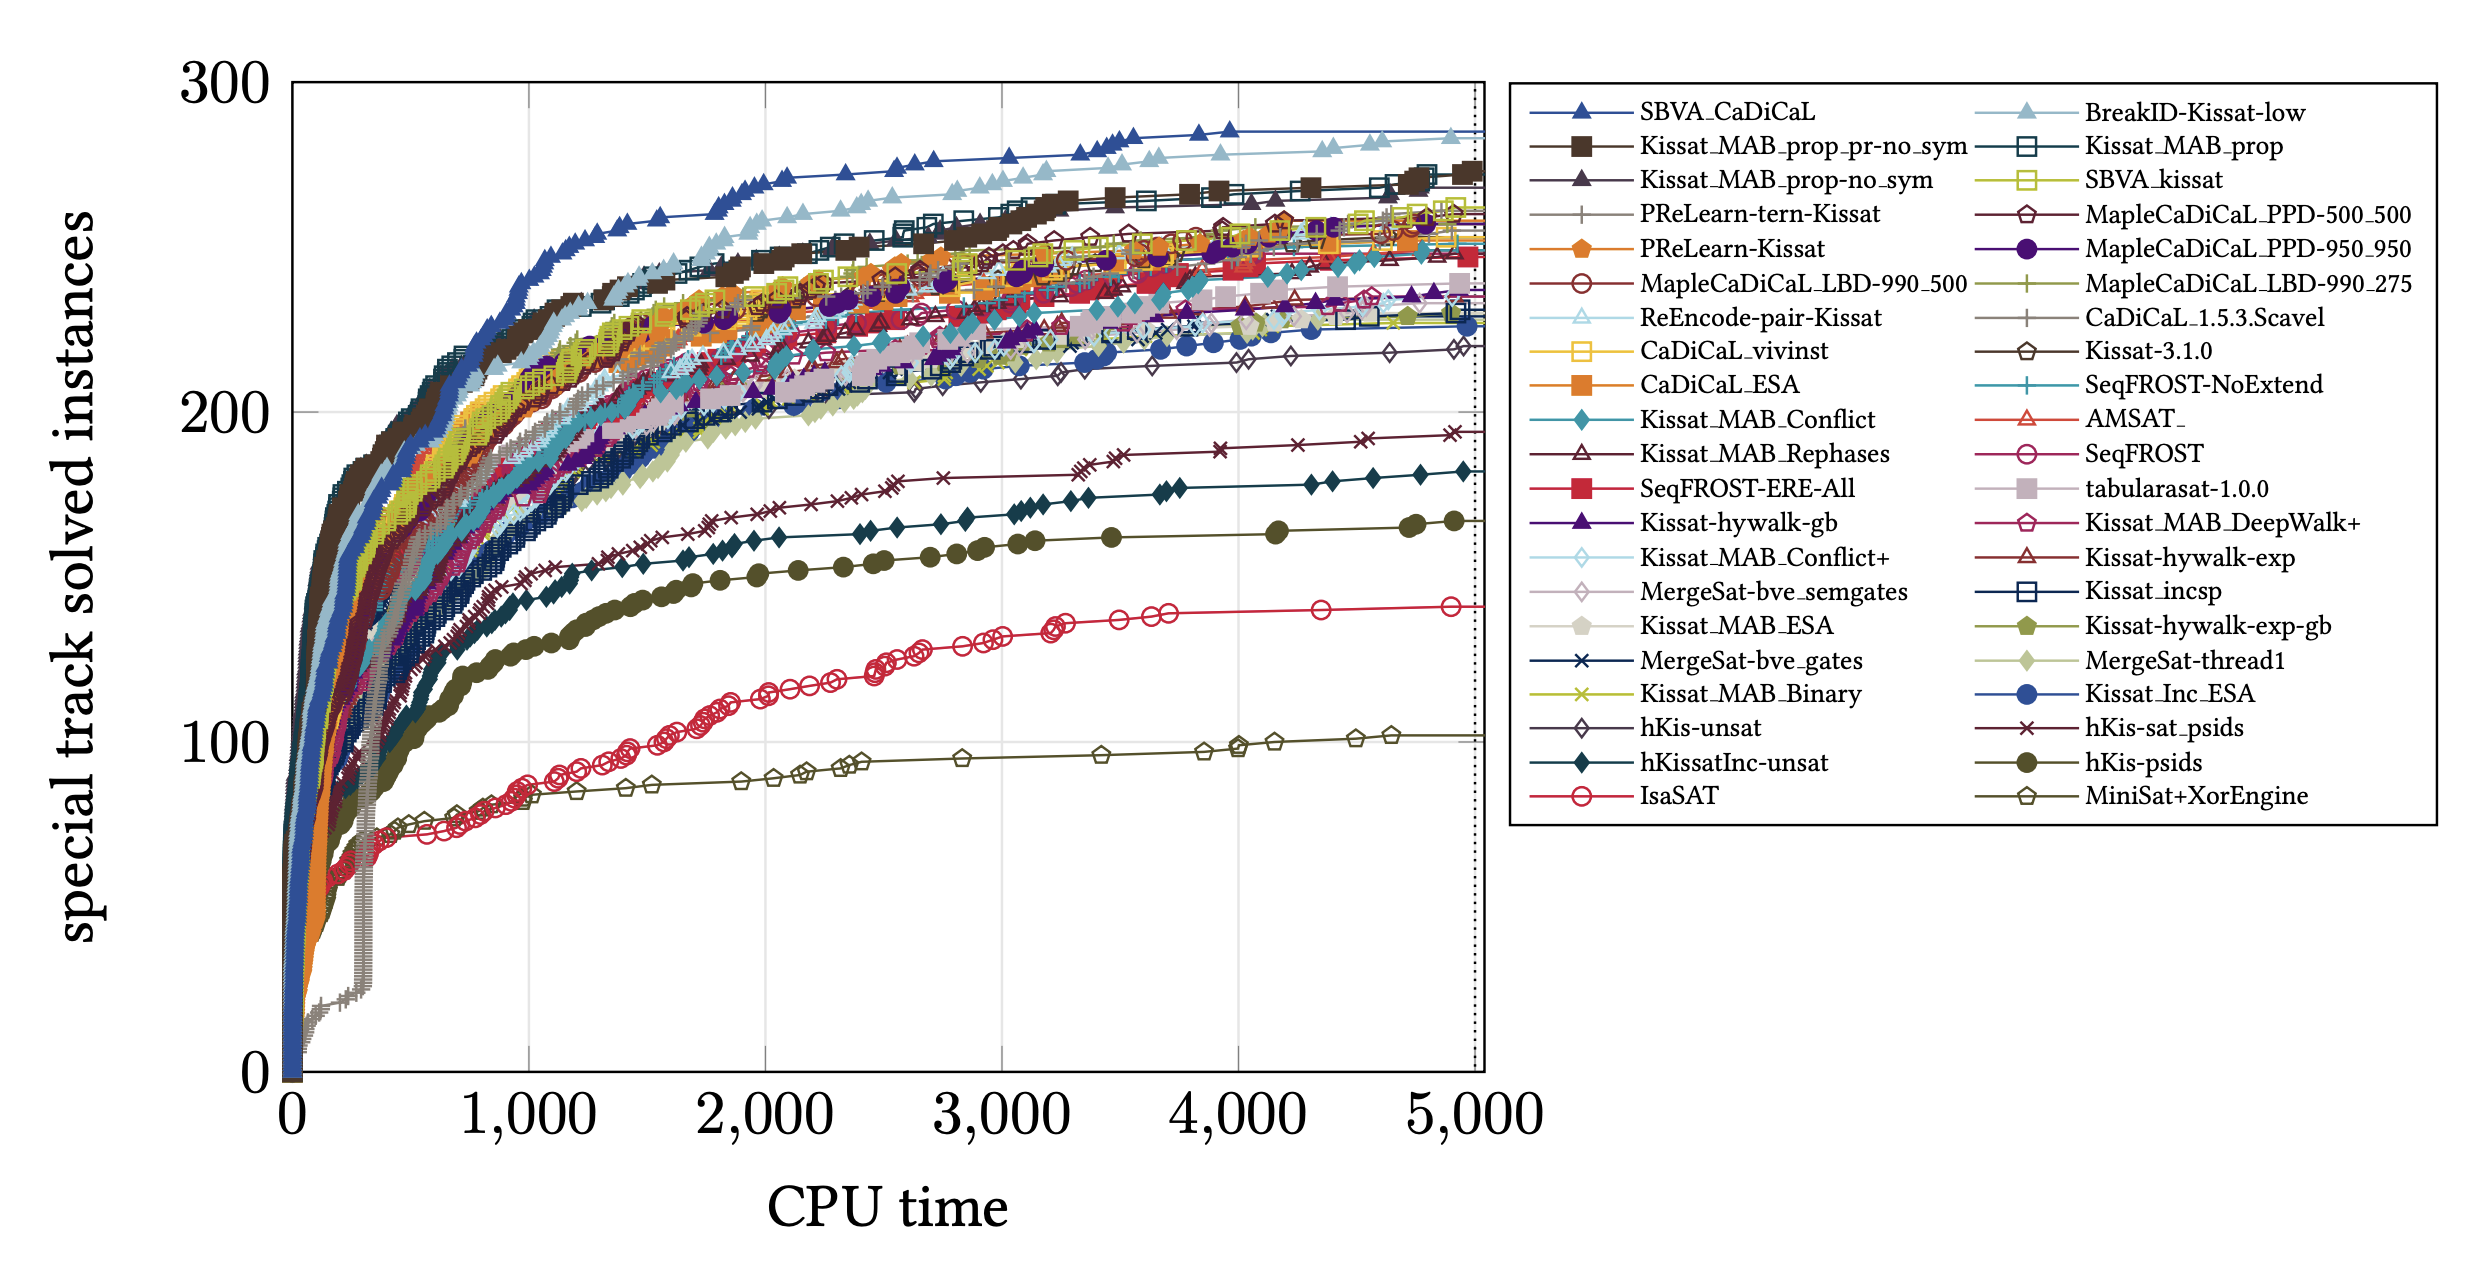 300
200
100
0
special track solved instances
0 1,000 2,000 3,000 4,000 5,000
CPU time
SBVA_CaDiCaL BreakID-Kissat-low
Kissat_MAB_prop_pr-no_sym Kissat_MAB_prop
Kissat_MAB_prop-no_sym SBVA_kissat
PReLearn-tern-Kissat MapleCaDiCaL_PPD-500_500
PReLearn-Kissat MapleCaDiCaL_PPD-950_950
MapleCaDiCaL_LBD-990_500 MapleCaDiCaL_LBD-990_275
ReEncode-pair-Kissat CaDiCaL_1.5.3.Scavel
CaDiCaL_vivinst Kissat-3.1.0
CaDiCaL_ESA SeqFROST-NoExtend
Kissat_MAB_Conflict AMSAT_
Kissat_MAB_Rephases SeqFROST
SeqFROST-ERE-All tabularasat-1.0.0
Kissat-hywalk-gb Kissat_MAB_DeepWalk+
Kissat_MAB_Conflict+ Kissat-hywalk-exp
MergeSat-bve_semgates Kissat_incsp
Kissat_MAB_ESA Kissat-hywalk-exp-gb
MergeSat-bve_gates MergeSat-thread1
Kissat_MAB_Binary Kissat_Inc_ESA
hKis-unsat hKis-sat_psids
hKissatInc-unsat hKis-psids
IsaSAT MiniSat+XorEngine